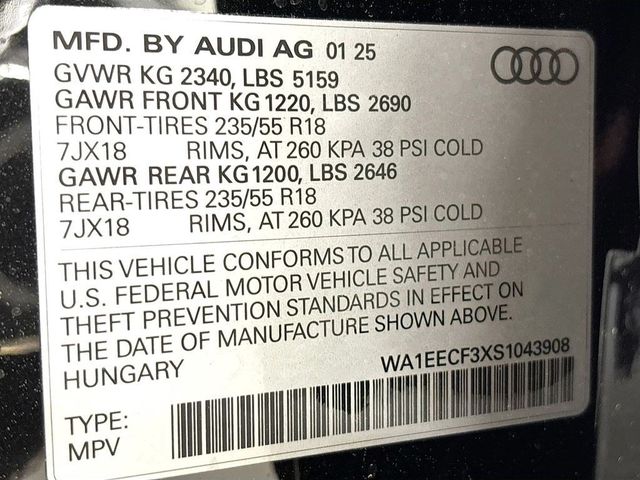 MFD. BY AUDI AG 01 25
GVWR KG 2340, LBS 5159
GAWR FRONT KG 1220, LBS 2690
FRONT-TIRES 235/55 R18
7JX18 RIMS, AT 260 KPA 38 PSI COLD
GAWR REAR KG 1200, LBS 2646
REAR-TIRES 235/55 R18
7JX18 RIMS, AT 260 KPA 38 PSI COLD
THIS VEHICLE CONFORMS TO ALL APPLICABLE
U.S. FEDERAL MOTOR VEHICLE SAFETY AND
THEFT PREVENTION STANDARDS IN EFFECT ON
THE DATE OF MANUFACTURE SHOWN ABOVE.
HUNGARY WA1EECF3XS1043908
TYPE:
MPV